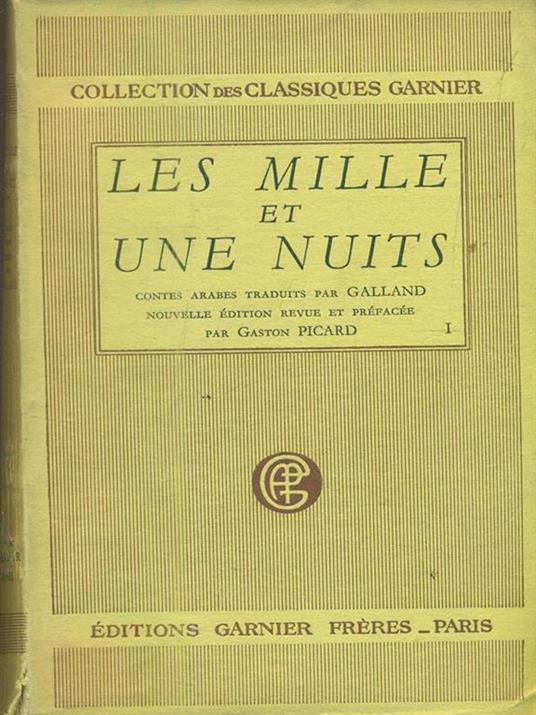 COLLECTION DES CLASSIQUES GARNIER
LES MILLE
ET
UNE NUITS
CONTES ARABES TRADUITS PAR GALLAND
NOUVELLE ÉDITION REVUE ET PRÉFACÉE
PAR GASTON PICARD I
ÉDITIONS GARNIER FRÈRES _ PARIS